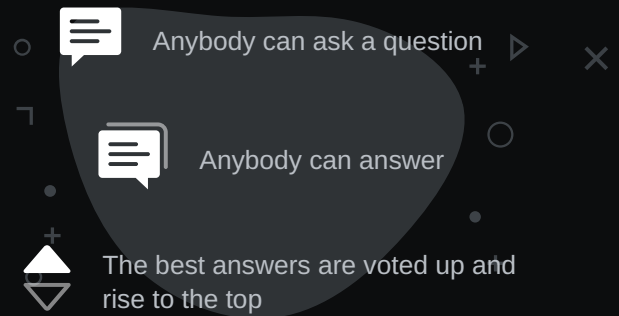 Anybody can ask a question
Anybody can answer
The best answers are voted up and
rise to the top